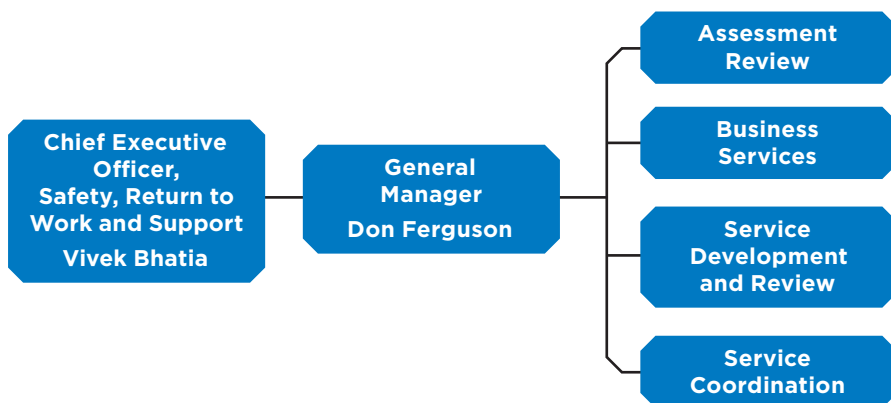 Chief Executive
Officer,
Safety, Return to
Work and Support
Vivek Bhatia
General
Manager
Don Ferguson
Assessment
Review
Business
Services
Service
Development
and Review
Service
Coordination